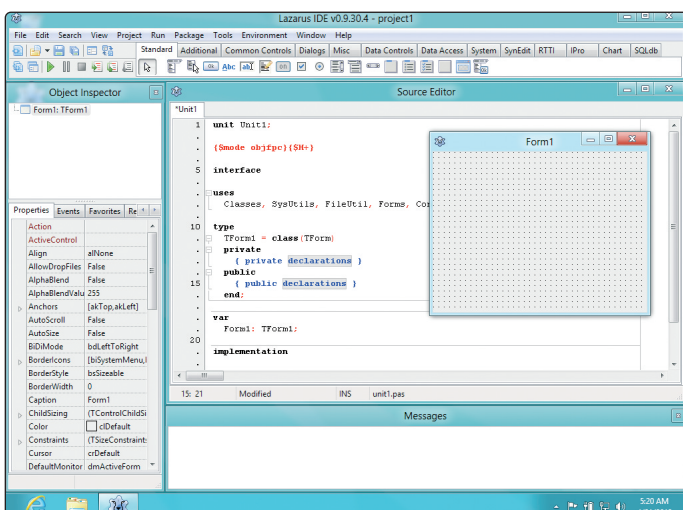 Lazarus IDE v0.9.30.4 - project1
File Edit Search View Project Run Package Tools Environment Window Help
Standard Additional Common Controls Dialogs Misc Data Controls Data Access System SynEdit RTTI IPro Chart SQLdb
Ok Abc abI on
Object Inspector
Form1: TForm1
Properties Events Favorites Re
Action
ActiveControl
Align alNone
AllowDropFiles False
AlphaBlend False
AlphaBlendValu 255
Anchors [akTop,akLeft]
AutoScroll False
AutoSize False
BiDiMode bdLeftToRight
BorderIcons [biSystemMenu,
BorderStyle bsSizeable
BorderWidth 0
Caption Form1
ChildSizing (TControlChildSi
Color clDefault
Constraints (TSizeConstraint
Cursor crDefault
DefaultMonitor dmActiveForm
Source Editor
*Unit1
1 unit Unit1;
{$mode objfpc}{$H+}
5 interface
uses
Classes, SysUtils, FileUtil, Forms,
10 type
TForm1 = class(TForm)
private
{ private declarations }
public
15 { public declarations }
end;
var
Form1: TForm1;
20
implementation
15: 21 Modified INS unit1.pas
Form1
Messages
5:20 AM